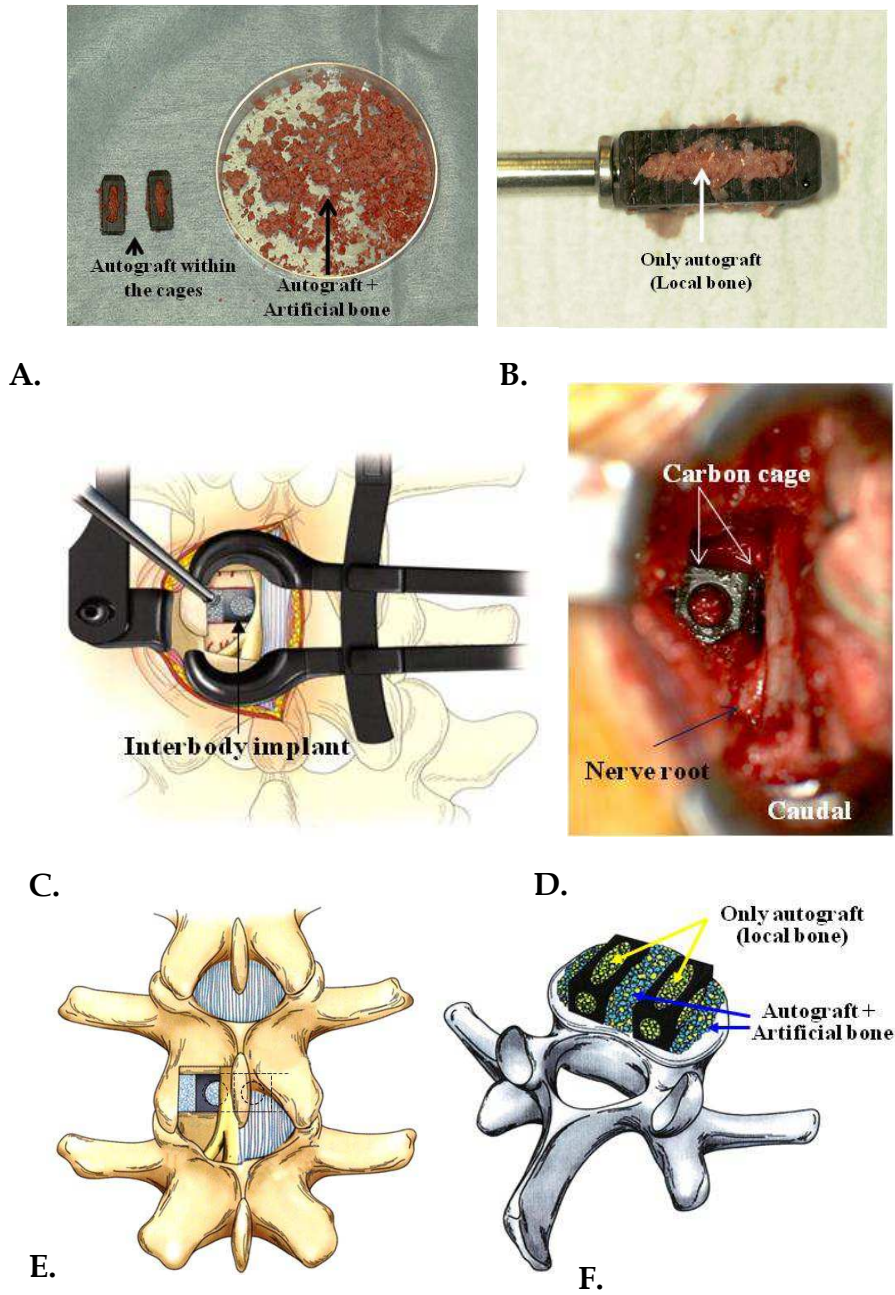 Autograft within
the cages
Autograft +
Artificial bone
Only autograft
(Local bone)
A.
B.
Carbon cage
Interbody implant
Nerve root
Caudal
C.
D.
Only autograft
(local bone)
Autograft +
Artificial bone
E.
F.